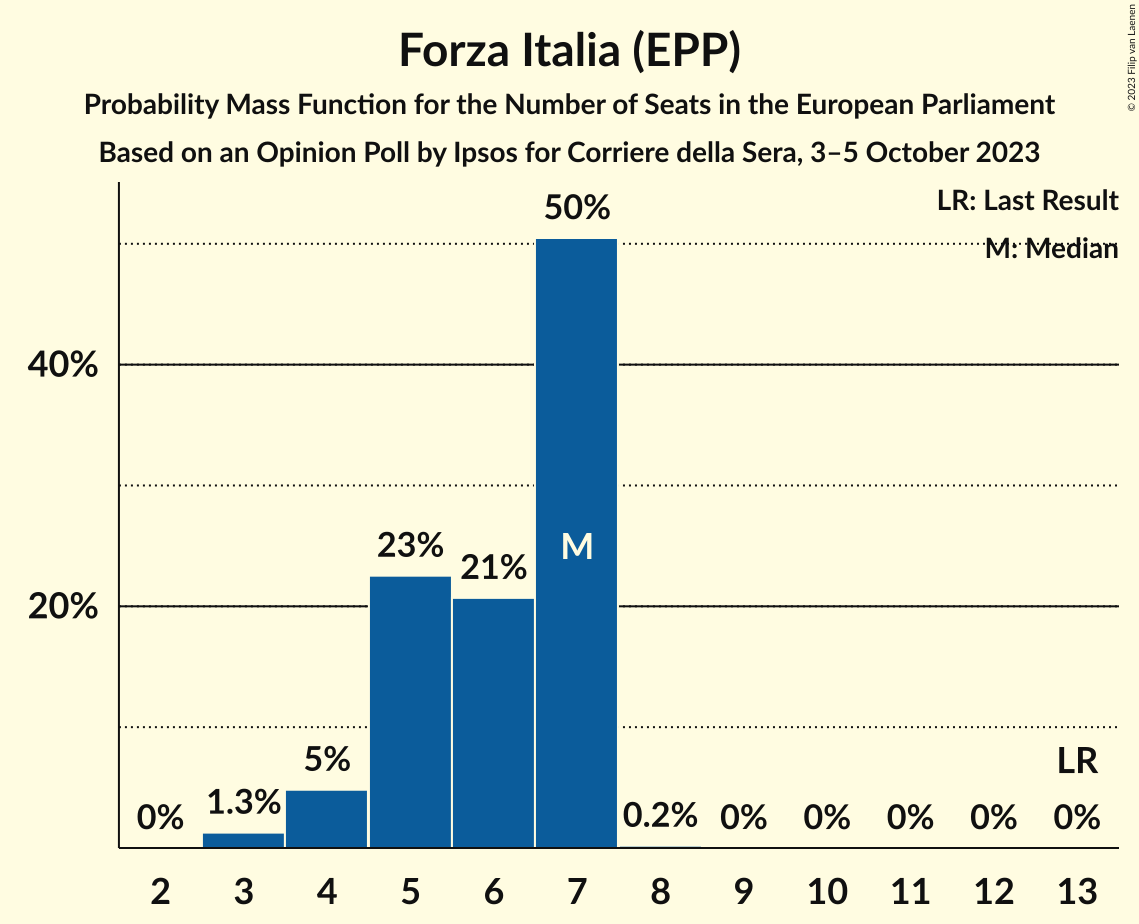 Forza Italia (EPP)
Probability Mass Function for the Number of Seats in the European Parliament
Based on an Opinion Poll by Ipsos for Corriere della Sera, 3–5 October 2023
© 2023 Filip van Laenen
LR: Last Result
M: Median
40%
20%
0%
1.3%
5%
23%
21%
50%
M
0.2%
0%
0%
0%
0%
LR
0%
2 3 4 5 6 7 8 9 10 11 12 13